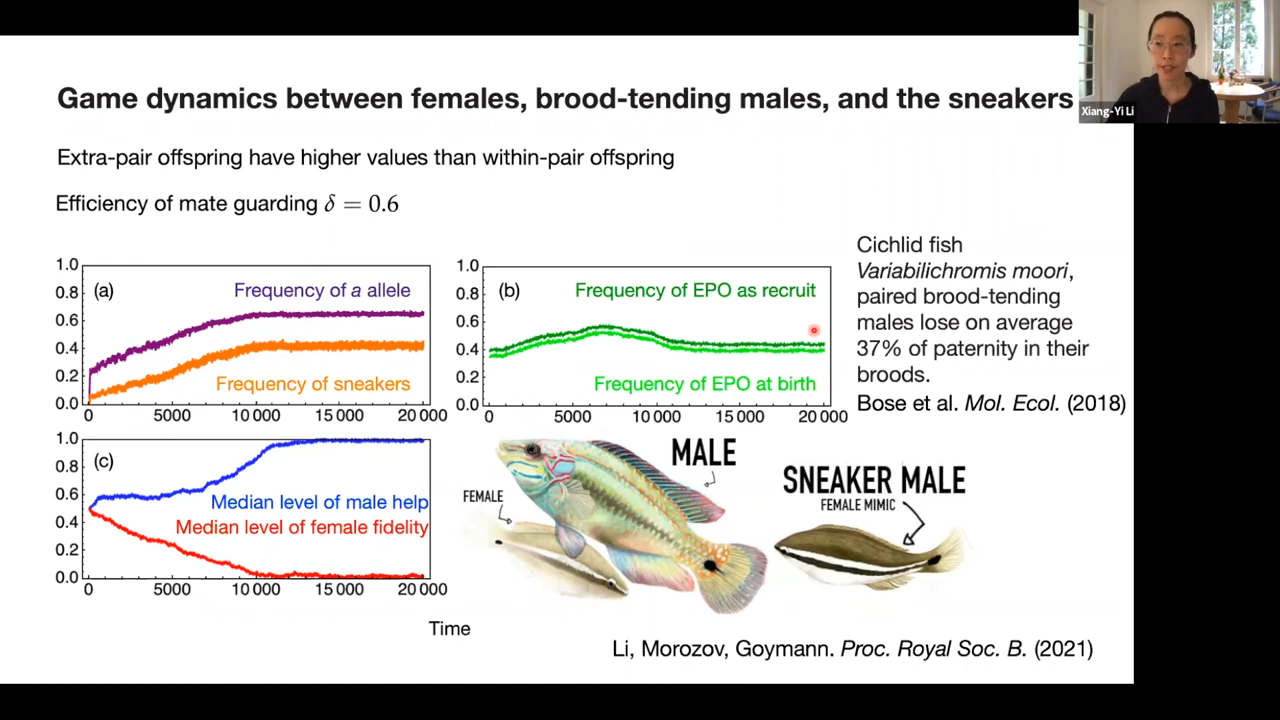 Game dynamics between females, brood-tending males, and the sneakers
Xiang-Yi Li
Extra-pair offspring have higher values than within-pair offspring
Efficiency of mate guarding δ = 0.6
1.0
0.8
0.6
0.4
0.2
0.0
(a)
Frequency of a allele
Frequency of sneakers
0 5000 10 000 15 000 20 000
1.0
0.8
0.6
0.4
0.2
0.0
(b)
Frequency of EPO as recruit
Frequency of EPO at birth
0 5000 10 000 15 000 20 000
Cichlid fish
Variabilichromis moori,
paired brood-tending
males lose on average
37% of paternity in their
broods.
Bose et al. Mol. Ecol. (2018)
1.0
0.8
0.6
0.4
0.2
0.0
(c)
Median level of male help
Median level of female fidelity
0 5000 10 000 15 000 20 000
Time
MALE
FEMALE
SNEAKER MALE
FEMALE MIMIC
Li, Morozov, Goymann. Proc. Royal Soc. B. (2021)